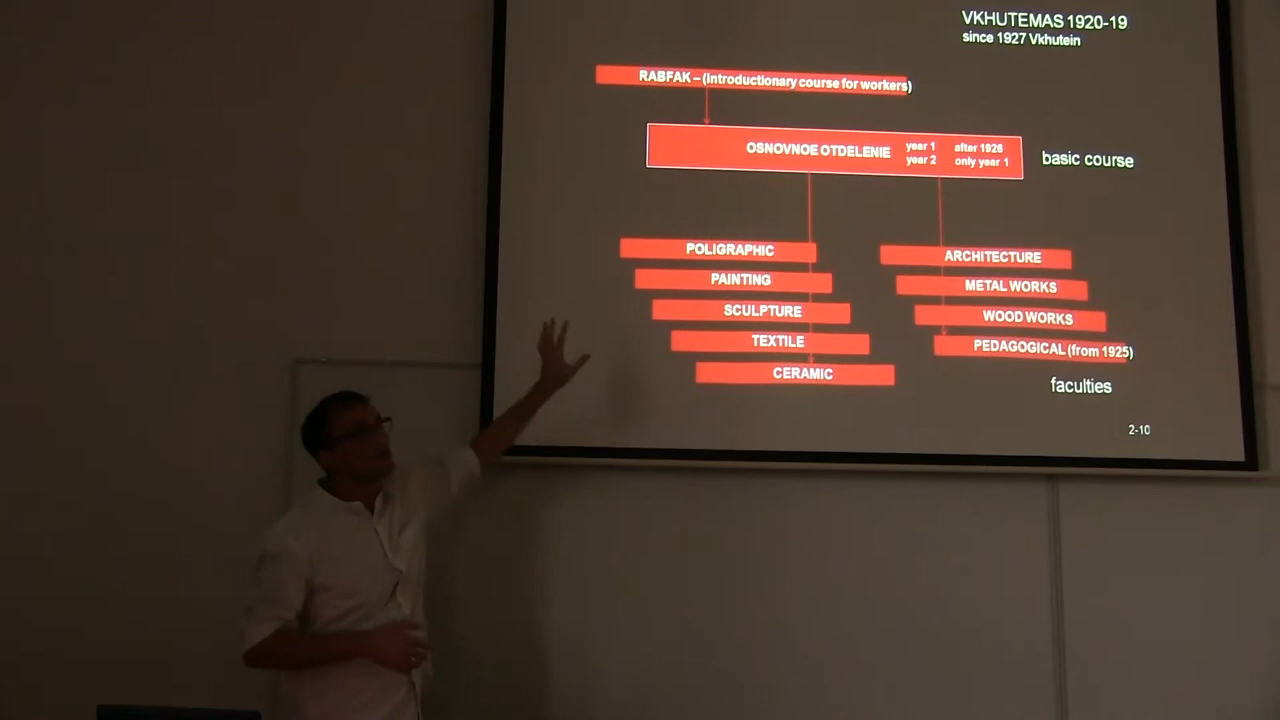 VKHUTEMAS 1920-19
since 1927 Vkhutein
RABFAK – (Introductionary course for workers)
OSNOVNOE OTDELENIE
year 1
year 2
after 1926
only year 1
basic course
POLIGRAPHIC
PAINTING
SCULPTURE
TEXTILE
CERAMIC
ARCHITECTURE
METAL WORKS
WOOD WORKS
PEDAGOGICAL (from 1925)
faculties
2-10